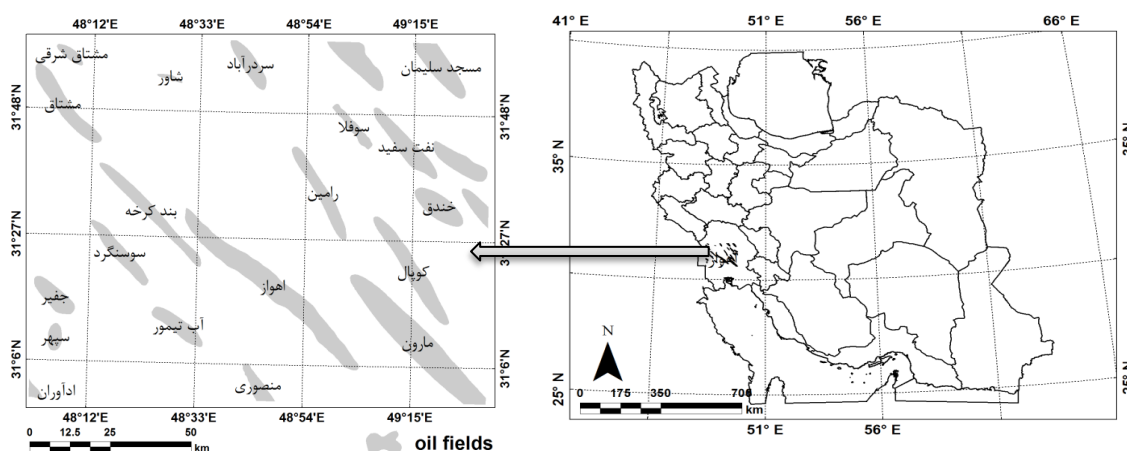 48°12'E 48°33'E 48°54'E 49°15'E
مشتاق شرقی
سردرآباد
مسجد سلیمان
شاور
31°48'N
مشتاق
31°48'N
سوفلا
نفت سفید
رامین
بند کرخه
خندق
31°27'N
31°27'N
سوسنگرد
کوپال
اهواز
جفیر
آب تیمور
سپهر
مارون
31°6'N
31°6'N
ادآوران
منصوری
48°12'E 48°33'E 48°54'E 49°15'E
0 12.5 25 50
km
oil fields
41° E 51° E 56° E 66° E
35° N
اهواز
N
0 175 350 700
km
25° N
51° E 56° E